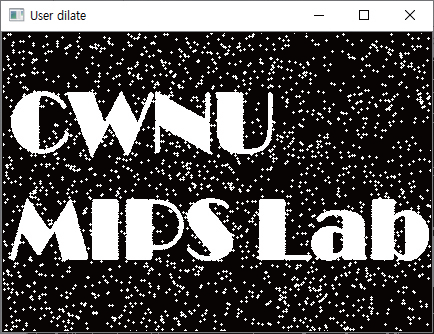 User dilate
CWNU
MIPS Lab